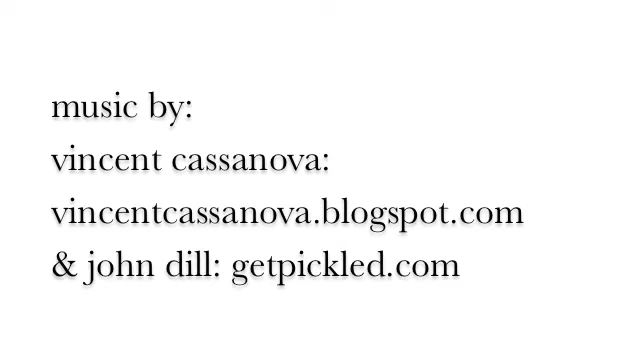 music by:
vincent cassanova:
vincentcassanova.blogspot.com
& john dill: getpickled.com